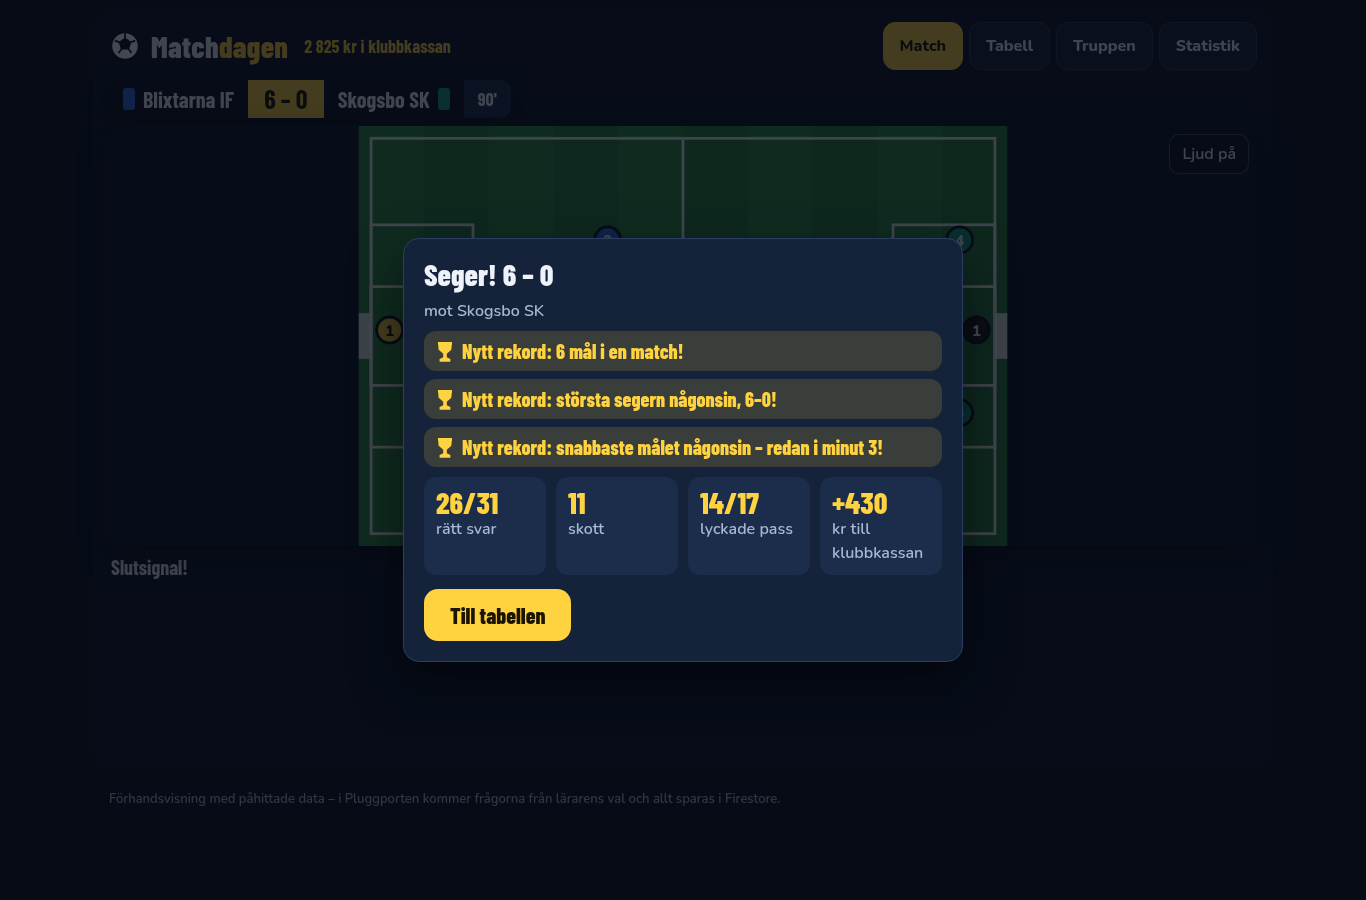 Matchdagen
2 825 kr i klubbkassan
Match
Tabell
Truppen
Statistik
Blixtarna IF
6 – 0
Skogsbo SK
90'
Ljud på
4
1
1
Seger! 6 – 0
mot Skogsbo SK
Nytt rekord: 6 mål i en match!
Nytt rekord: största segern någonsin, 6–0!
Nytt rekord: snabbaste målet någonsin – redan i minut 3!
26/31
rätt svar
11
skott
14/17
lyckade pass
+430
kr till
klubbkassan
Till tabellen
Slutsignal!
Förhandsvisning med påhittade data – i Pluggporten kommer frågorna från lärarens val och allt sparas i Firestore.